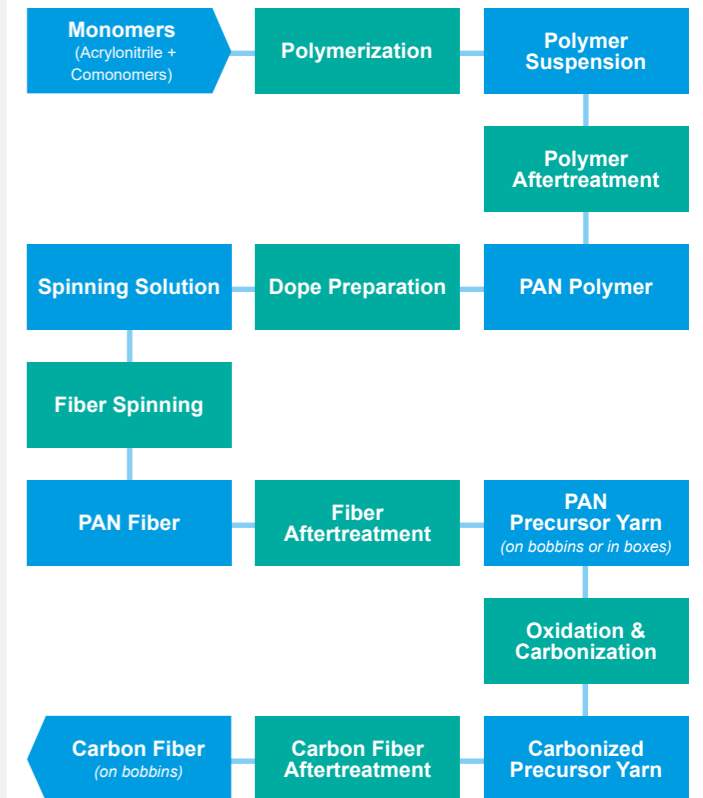 Monomers
(Acrylonitrile +
Comonomers)
Polymerization
Polymer
Suspension
Polymer
Aftertreatment
Spinning Solution
Dope Preparation
PAN Polymer
Fiber Spinning
PAN Fiber
Fiber
Aftertreatment
PAN
Precursor Yarn
(on bobbins or in boxes)
Oxidation &
Carbonization
Carbon Fiber
(on bobbins)
Carbon Fiber
Aftertreatment
Carbonized
Precursor Yarn